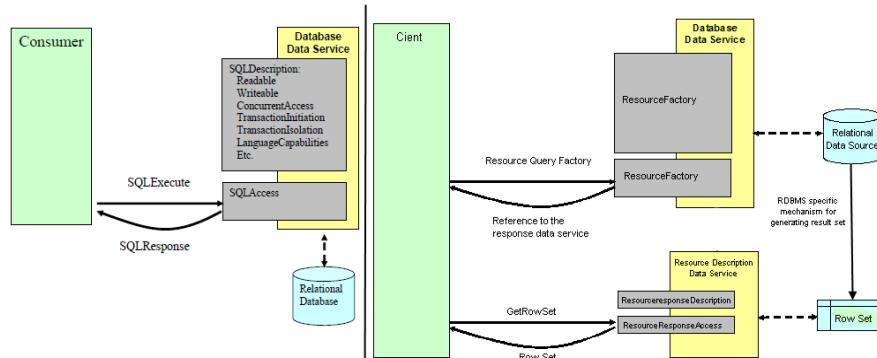 Consumer
Database
Data Service
SQLDescription:
Readable
Writeable
ConcurrentAccess
TransactionInitiation
TransactionIsolation
LanguageCapabilities
Etc.
SQLExecute
SQLAccess
SQLResponse
Relational
Database
Cient
Database
Data Service
ResourceFactory
Relational
Data Source
Resource Query Factory
ResourceFactory
Reference to the
response data service
RDBMS specific
mechanism for
generating result set
Resource Description
Data Service
GetRowSet
ResourceresponseDescription
ResourceResponseAccess
Row Set
Row Set